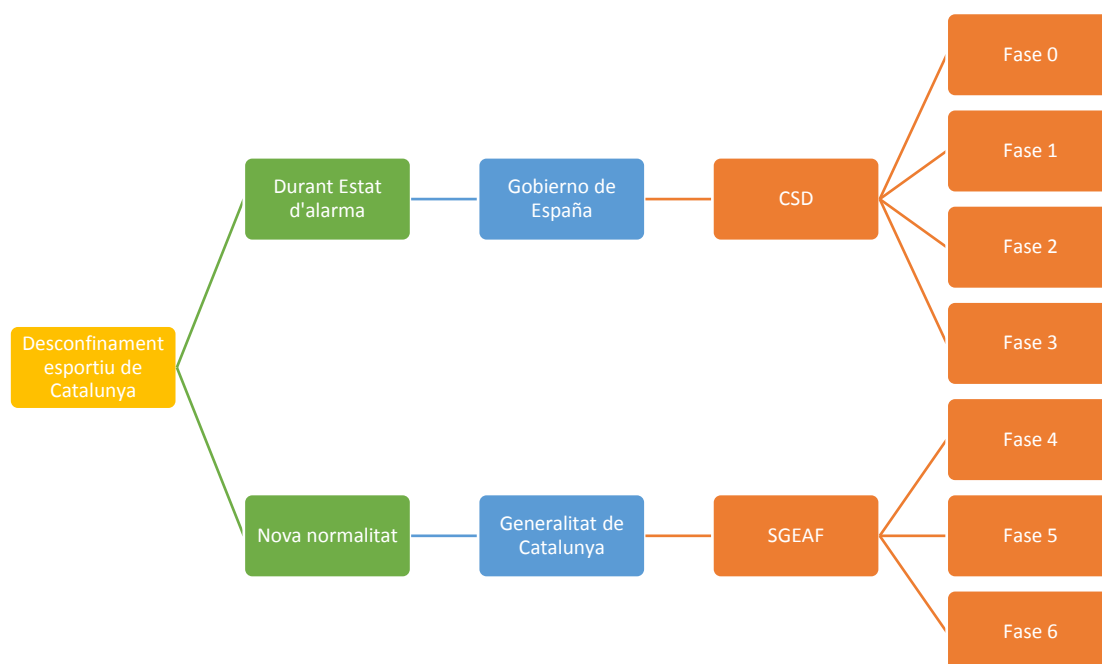 Desconfinament
esportiu de
Catalunya
Durant Estat
d'alarma
Gobierno de
España
CSD
Fase 0
Fase 1
Fase 2
Fase 3
Nova normalitat
Generalitat de
Catalunya
SGEAF
Fase 4
Fase 5
Fase 6